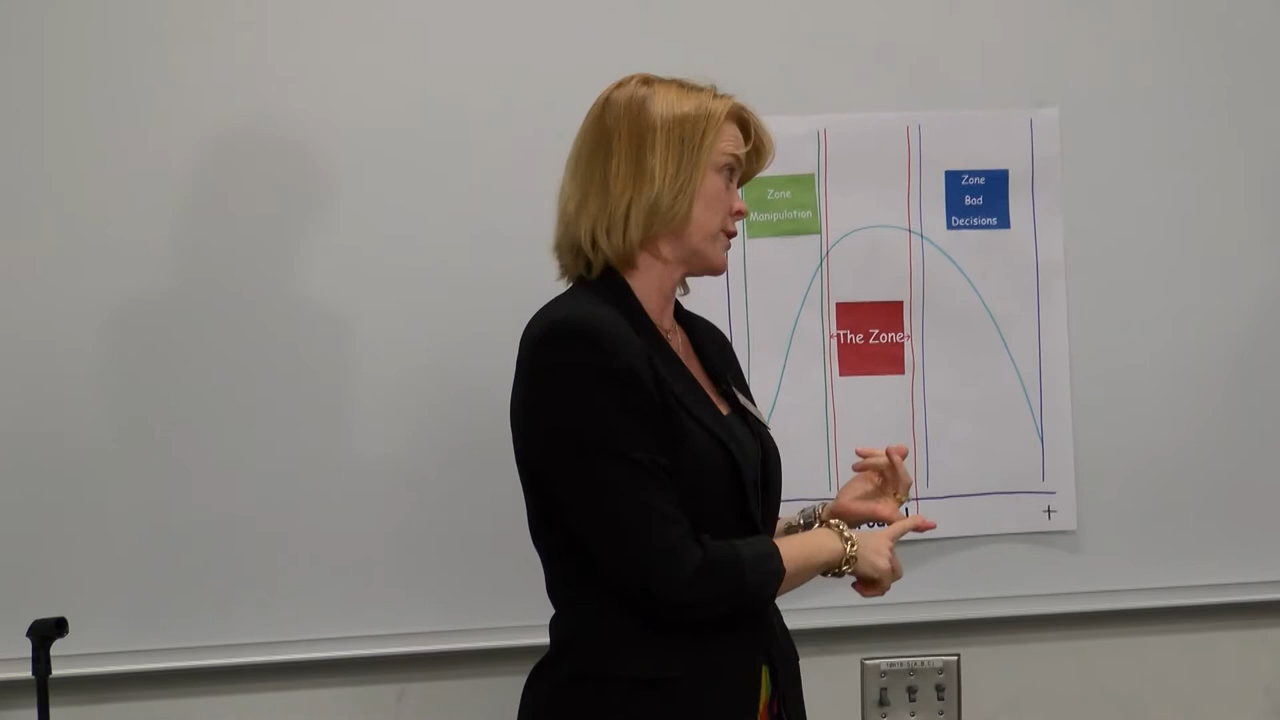 Zone
Manipulation
Zone
Bad
Decisions
The Zone
+